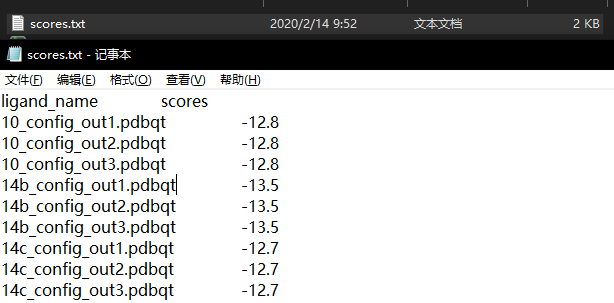 scores.txt 2020/2/14 9:52 文本文档 2 KB
scores.txt - 记事本
文件(F) 编辑(E) 格式(O) 查看(V) 帮助(H)
ligand_name scores
10_config_out1.pdbqt -12.8
10_config_out2.pdbqt -12.8
10_config_out3.pdbqt -12.8
14b_config_out1.pdbqt -13.5
14b_config_out2.pdbqt -13.5
14b_config_out3.pdbqt -13.5
14c_config_out1.pdbqt -12.7
14c_config_out2.pdbqt -12.7
14c_config_out3.pdbqt -12.7